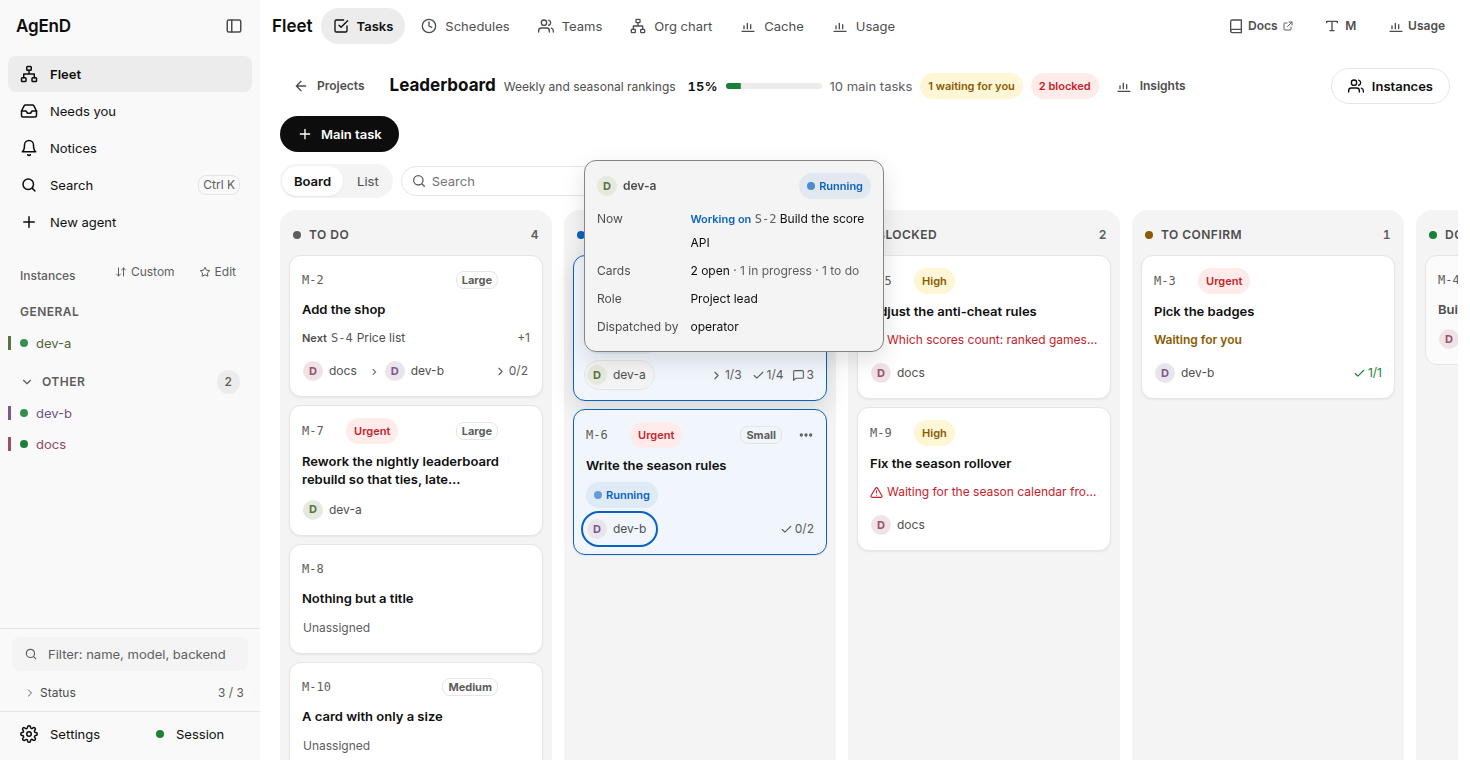 AgEnD
Fleet
Needs you
Notices
Search
Ctrl K
New agent
Instances
Custom
Edit
GENERAL
dev-a
OTHER
2
dev-b
docs
Filter: name, model, backend
Status
3 / 3
Settings
Session
Fleet
Tasks
Schedules
Teams
Org chart
Cache
Usage
Docs
M
Usage
Projects
Leaderboard
Weekly and seasonal rankings
15%
10 main tasks
1 waiting for you
2 blocked
Insights
Instances
Main task
Board
List
Search
D
dev-a
Running
Now
Working on S-2 Build the score
API
Cards
2 open · 1 in progress · 1 to do
Role
Project lead
Dispatched by
operator
TO DO
4
M-2
Large
Add the shop
Next S-4 Price list
+1
D docs
D dev-b
0/2
M-7
Urgent
Large
Rework the nightly leaderboard
rebuild so that ties, late…
D dev-a
M-8
Nothing but a title
Unassigned
M-10
Medium
A card with only a size
Unassigned
D dev-a
1/3
1/4
3
M-6
Urgent
Small
Write the season rules
Running
D dev-b
0/2
LOCKED
2
5
High
djust the anti-cheat rules
Which scores count: ranked games…
D docs
M-9
High
Fix the season rollover
Waiting for the season calendar fro…
D docs
TO CONFIRM
1
M-3
Urgent
Pick the badges
Waiting for you
D dev-b
1/1
DO
M-4
Bui
D